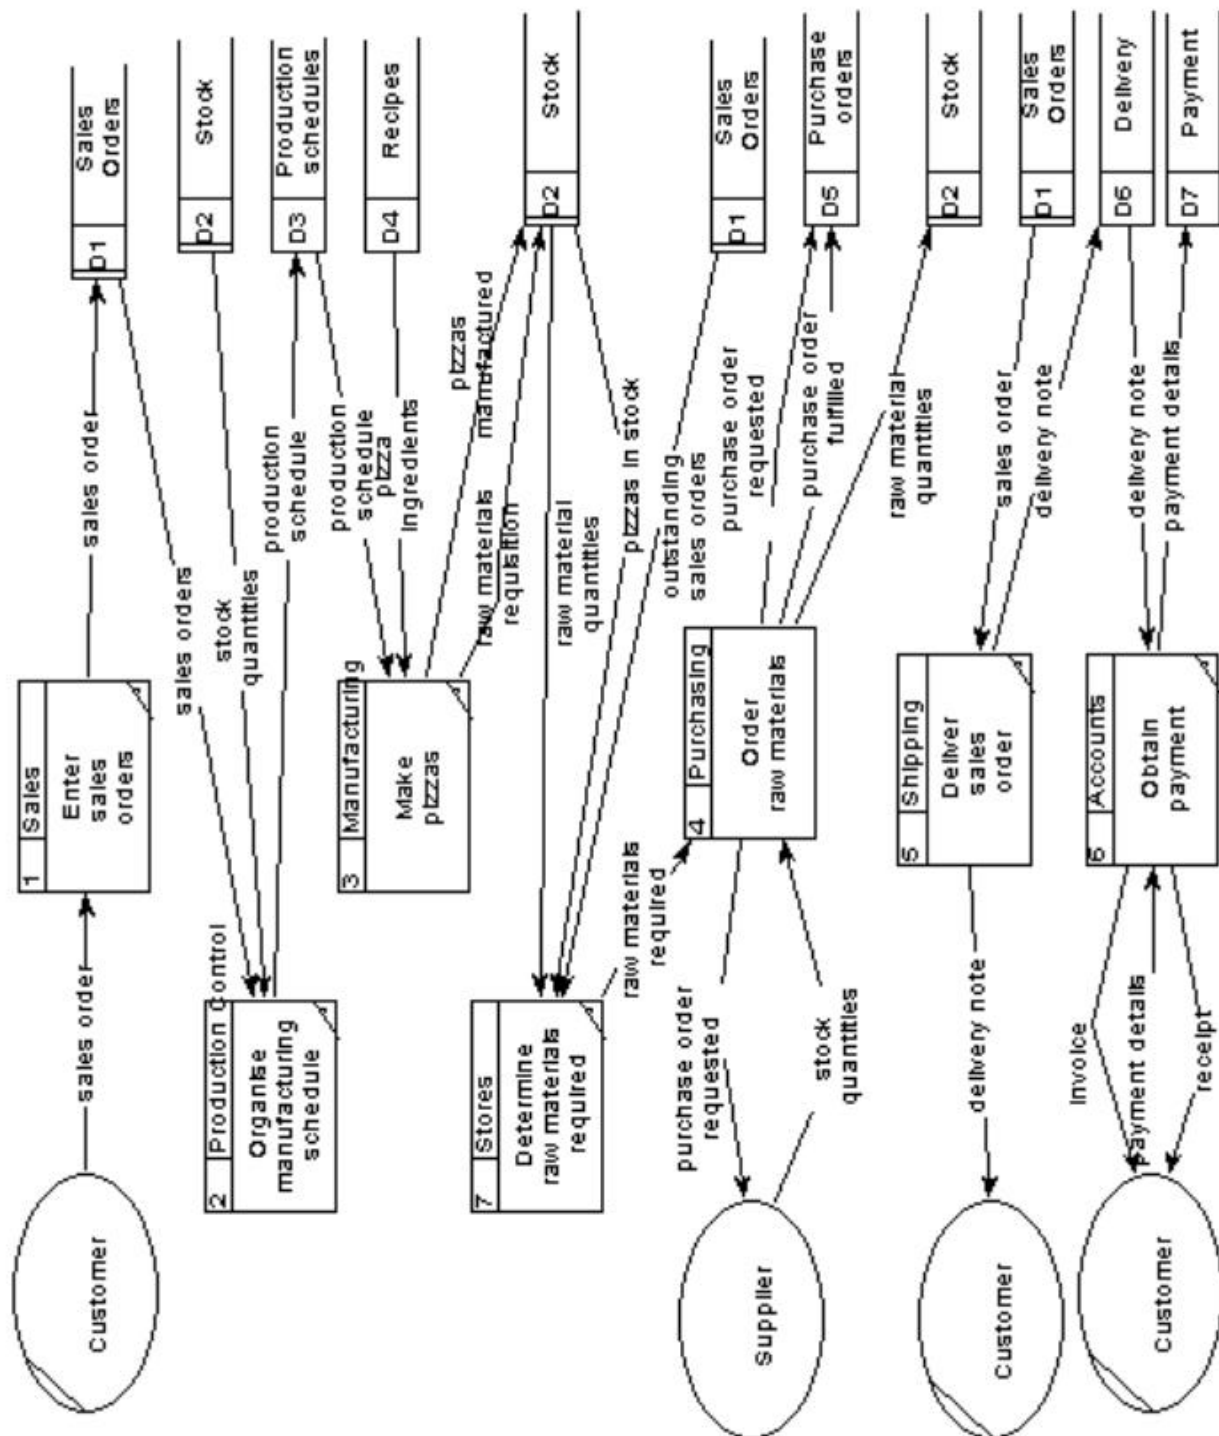 Customer
sales order
1 Sales
Enter
sales
orders
sales order
D1
Sales
Orders
sales orders
2 Production Control
Organise
manufacturing
schedule
stock
quantities
D2
Stock
production
schedule
D3
Production
schedules
3 Manufacturing
Make
pizzas
production
schedule
pizza
ingredients
D4
Recipes
pizzas
manufactured
raw materials
requisition
D2
Stock
7 Stores
Determine
raw materials
required
raw material
quantities
pizzas in stock
outstanding
sales orders
D1
Sales
Orders
raw materials
required
Supplier
purchase order
requested
stock
quantities
4 Purchasing
Order
raw materials
purchase order
requested
purchase order
fulfilled
D5
Purchase
orders
raw material
quantities
D2
Stock
Customer
delivery note
5 Shipping
Deliver
sales
order
sales order
D1
Sales
Orders
delivery note
D6
Delivery
Customer
invoice
Payment details
receipt
6 Accounts
Obtain
payment
delivery note
payment details
D7
Payment